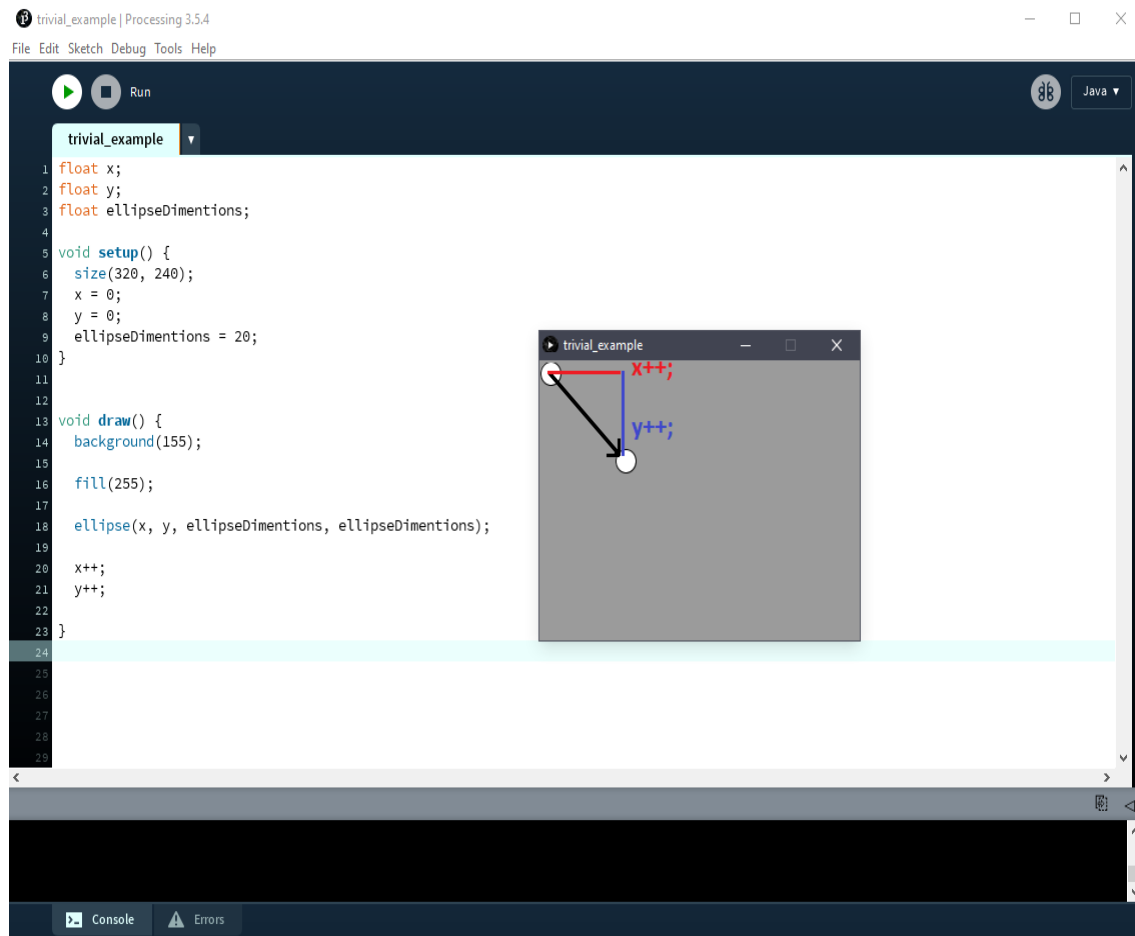 trivial_example | Processing 3.5.4
File Edit Sketch Debug Tools Help
Run
Java
trivial_example
1 float x;
2 float y;
3 float ellipseDimentions;
4
5 void setup() {
6 size(320, 240);
7 x = 0;
8 y = 0;
9 ellipseDimentions = 20;
10 }
11
12
13 void draw() {
14 background(155);
15
16 fill(255);
17
18 ellipse(x, y, ellipseDimentions, ellipseDimentions);
19
20 x++;
21 y++;
22
23 }
24
25
26
27
28
29
trivial_example
x++;
y++;
Console
Errors